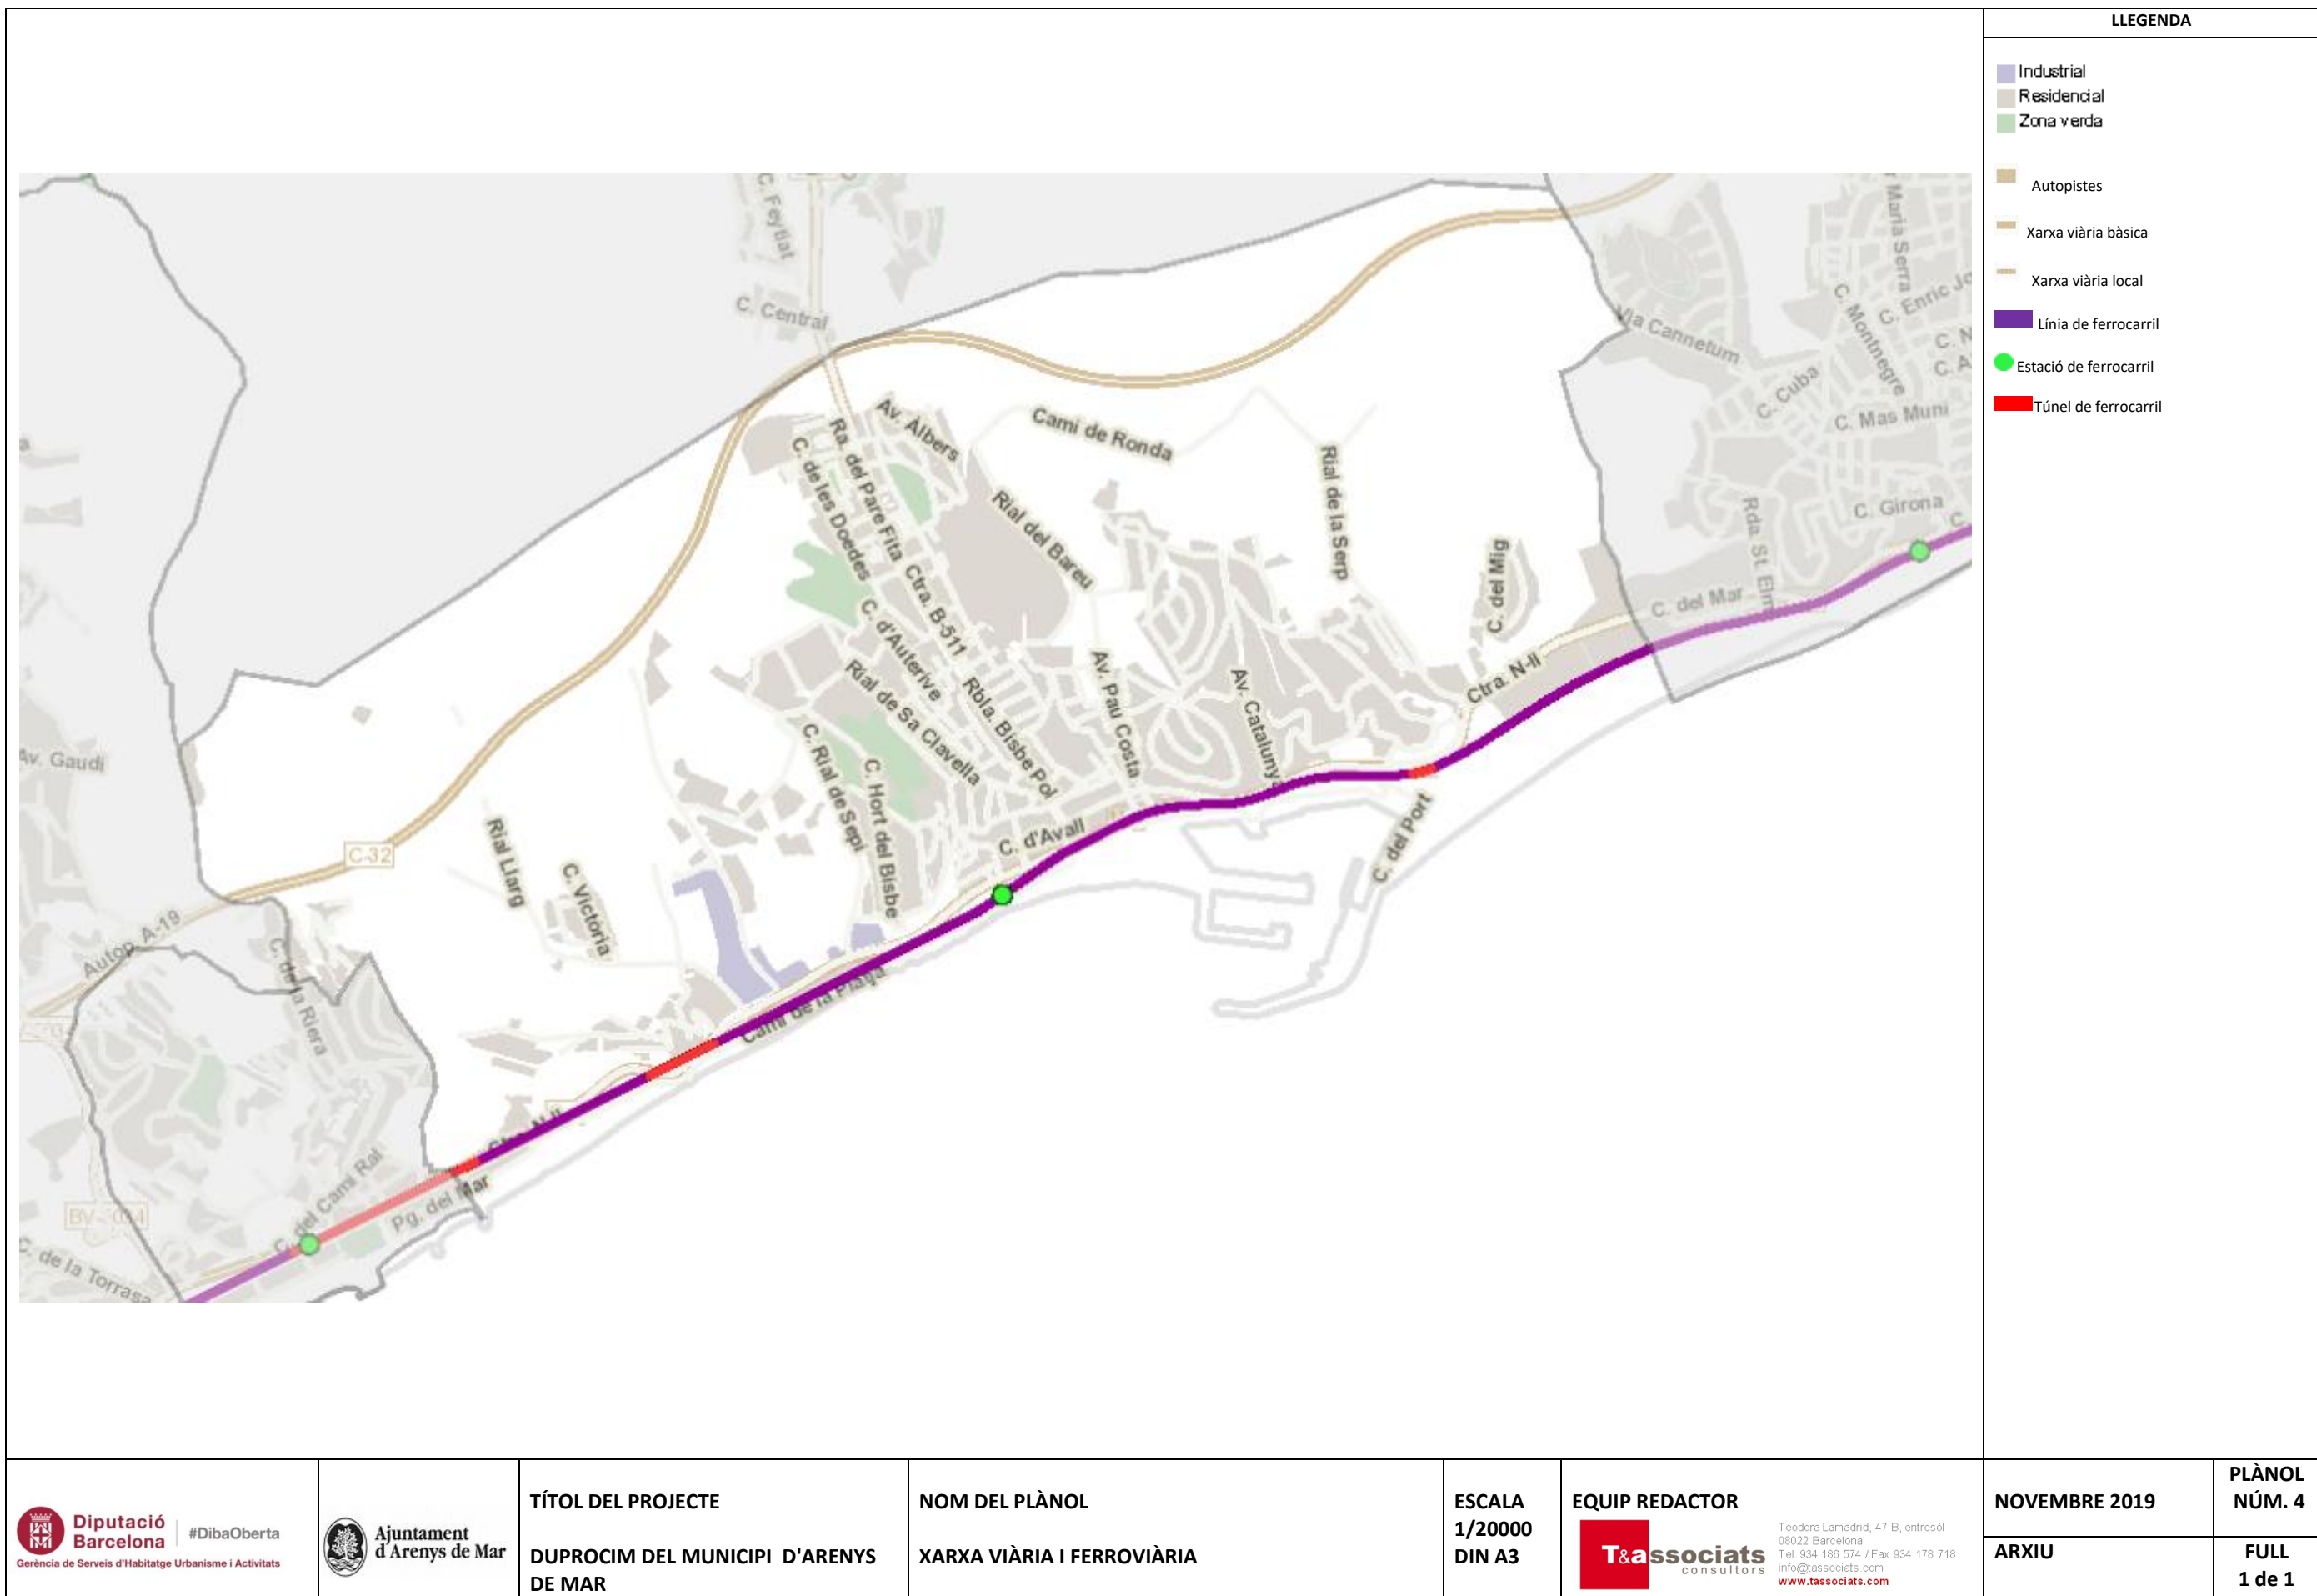 LLEGENDA
Industrial
Residencial
Zona verda
Autopistes
Xarxa viària bàsica
Xarxa viària local
Línia de ferrocarril
Estació de ferrocarril
Túnel de ferrocarril
C. Feytiat
C. Central
Av. Albers
Camí de Ronda
Ra. del Pare Fita
C. de les Doedes
Rial del Bareu
Rial de la Serp
C. del Mig
Ctra. B-511
C. d'Auterive
Rial de Sa Clavella
Rbla. Bisbe Pol
Av. Pau Costa
Av. Catalunya
Ctra. N-II
C. Rial de Sepi
C. Hort del Bisbe
C. d'Avall
C. del Port
Rial Llarg
C. Victòria
C-32
Av. Gaudí
Autop. A-19
C. de la Riera
Camí de la Platja
Ctra. N-II
Pg. del Mar
C. del Camí Ral
C. de la Torrassa
Via Cannetum
Maria Serra
C. Montnegre
C. Enric Jo
C. N
C. A
C. Cuba
C. Mas Muni
C. Girona
C.
Rda. St. Elm
C. del Mar
Diputació
Barcelona
#DibaOberta
Gerència de Serveis d'Habitatge Urbanisme i Activitats
Ajuntament
d'Arenys de Mar
TÍTOL DEL PROJECTE
DUPROCIM DEL MUNICIPI D'ARENYS
DE MAR
NOM DEL PLÀNOL
XARXA VIÀRIA I FERROVIÀRIA
ESCALA
1/20000
DIN A3
EQUIP REDACTOR
T&associats
consultors
Teodora Lamadrid, 47 B, entresòl
08022 Barcelona
Tel. 934 186 574 / Fax 934 178 718
info@tassociats.com
www.tassociats.com
NOVEMBRE 2019
PLÀNOL
NÚM. 4
ARXIU
FULL
1 de 1